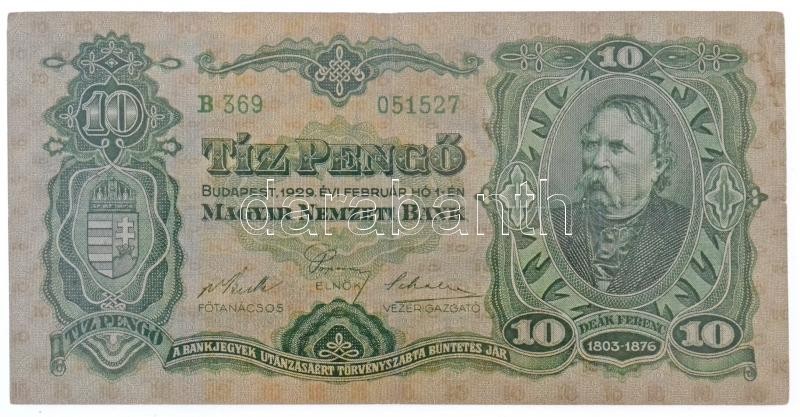 10
10
B 369 051527
TÍZ PENGŐ
BUDAPEST, 1929. ÉVI FEBRUÁR HÓ 1-ÉN
MAGYAR NEMZETI BANK
darabanth
FŐTANÁCSOS ELNÖK VEZÉRIGAZGATÓ
TÍZ PENGŐ
10 DEÁK FERENC 10
1803-1876
A BANKJEGYEK UTÁNZÁSÁÉRT TÖRVÉNYSZABTA BÜNTETÉS JÁR